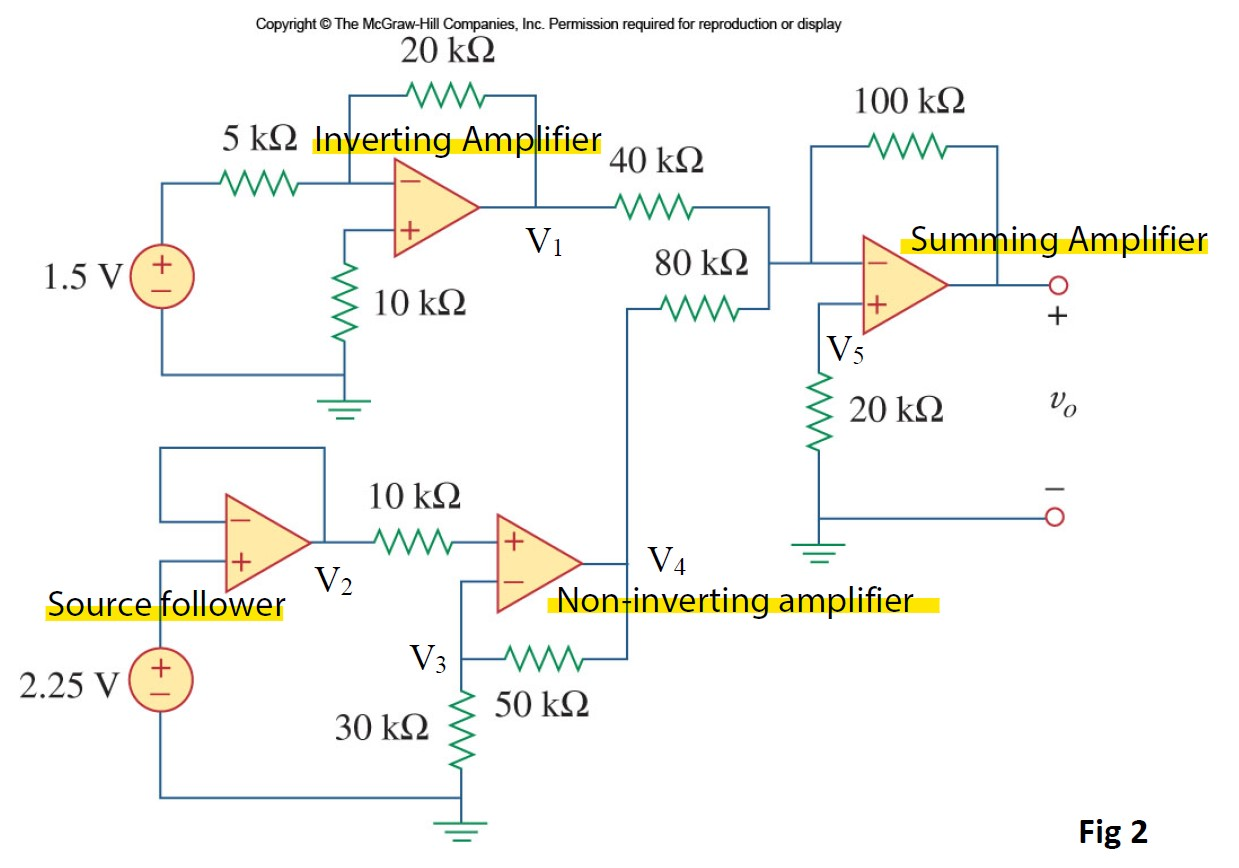 Copyright © The McGraw-Hill Companies, Inc. Permission required for reproduction or display
20 kΩ
100 kΩ
5 kΩ
Inverting Amplifier
40 kΩ
−
+
V1
Summing Amplifier
80 kΩ
1.5 V
+
−
10 kΩ
−
+
+
V5
20 kΩ
vo
−
10 kΩ
−
+
V2
+
−
V4
Source follower
Non-inverting amplifier
2.25 V
+
−
V3
50 kΩ
30 kΩ
Fig 2